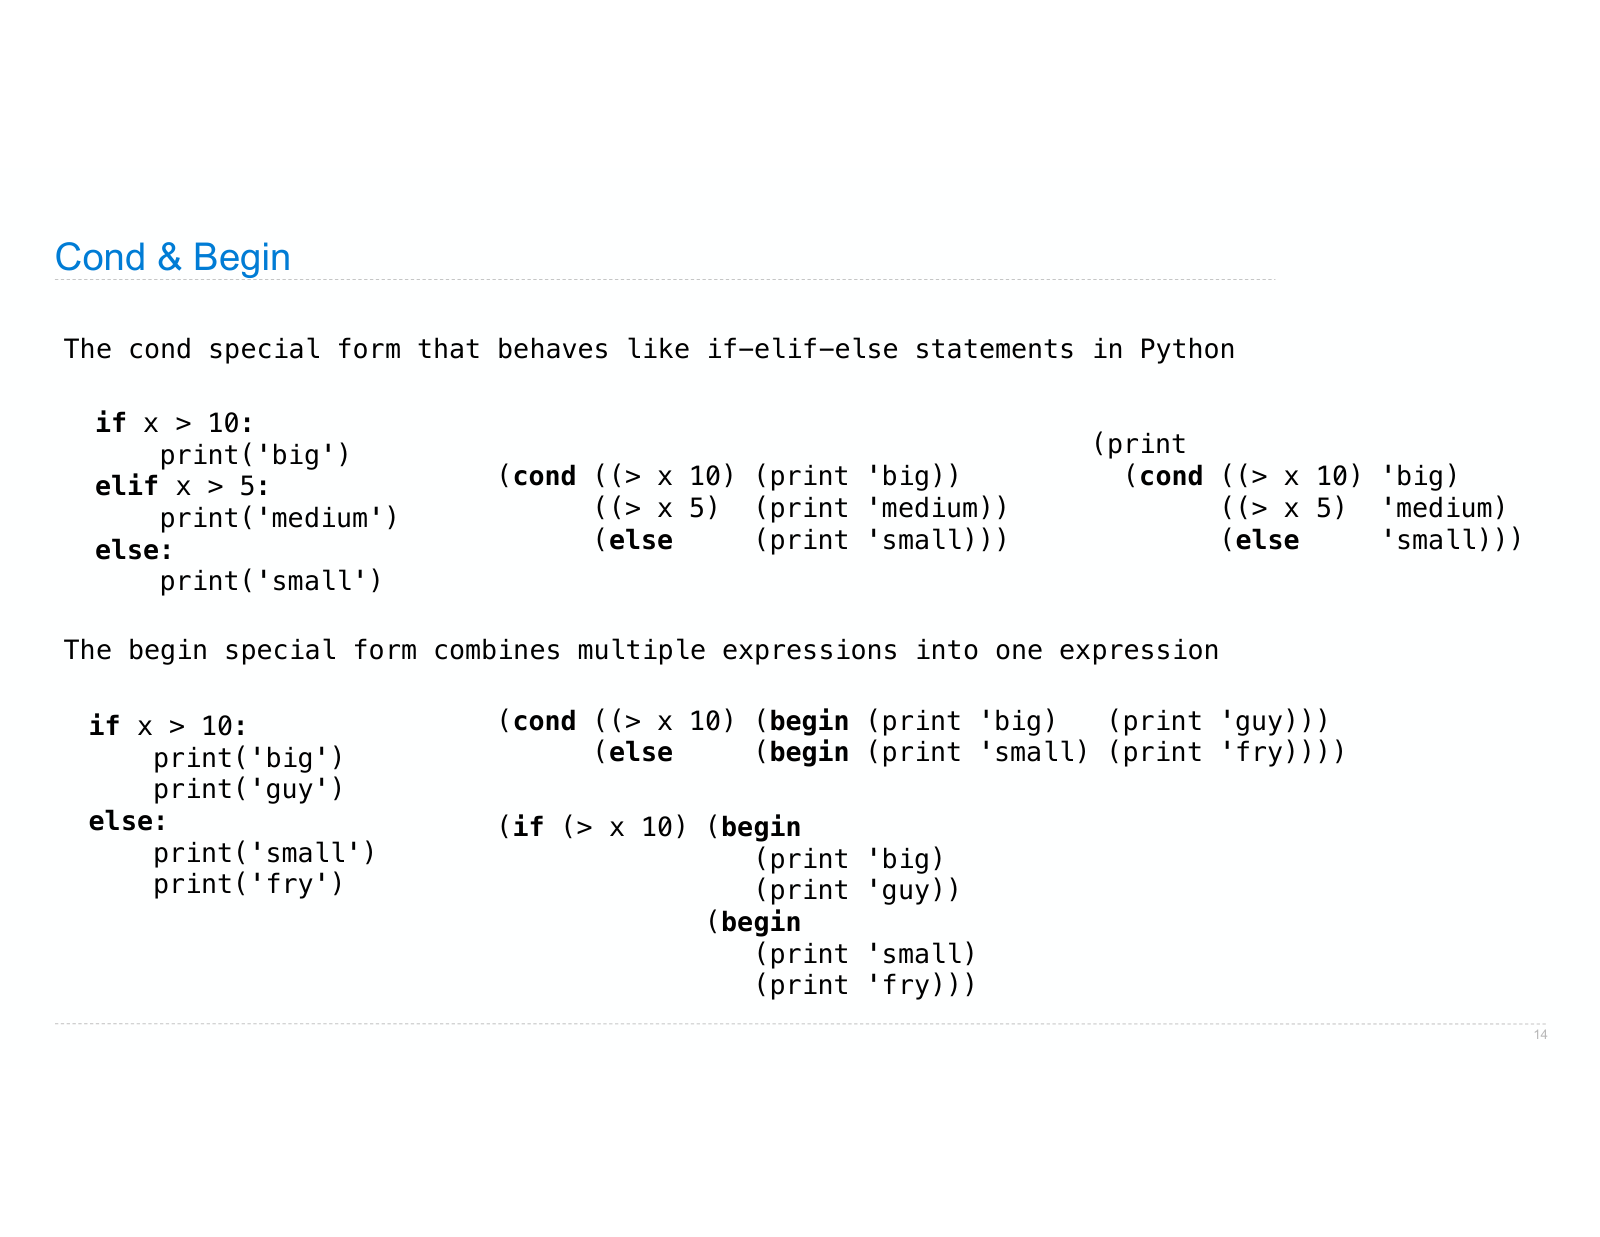 Cond & Begin
The cond special form that behaves like if-elif-else statements in Python
if x > 10:
    print('big')
elif x > 5:
    print('medium')
else:
    print('small')
(cond ((> x 10) (print 'big))
      ((> x 5)  (print 'medium))
      (else     (print 'small)))
(print
  (cond ((> x 10) 'big)
        ((> x 5)  'medium)
        (else     'small)))
The begin special form combines multiple expressions into one expression
if x > 10:
    print('big')
    print('guy')
else:
    print('small')
    print('fry')
(cond ((> x 10) (begin (print 'big)   (print 'guy)))
      (else     (begin (print 'small) (print 'fry))))
(if (> x 10) (begin
                (print 'big)
                (print 'guy))
             (begin
                (print 'small)
                (print 'fry)))
14